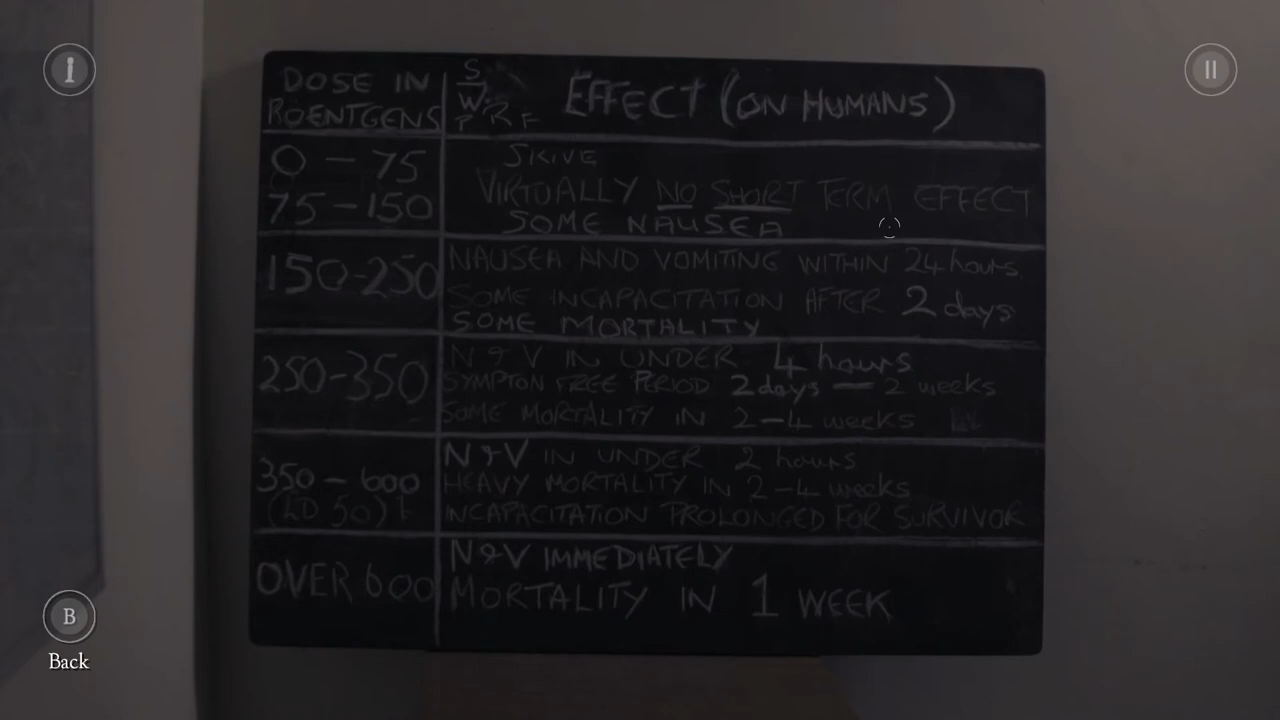 DOSE IN
ROENTGENS
S
W.
P R F
EFFECT (ON HUMANS)
0 – 75
SKIVE
VIRTUALLY NO SHORT TERM EFFECT
75 – 150
SOME NAUSEA
150-250
NAUSEA AND VOMITING WITHIN 24 hours
SOME INCAPACITATION AFTER 2 days
SOME MORTALITY
250-350
N & V IN UNDER 4 hours
SYMPTON FREE PERIOD 2 days — 2 weeks
SOME MORTALITY IN 2-4 weeks
350 – 600
(LD 50)
N & V IN UNDER 2 hours
HEAVY MORTALITY IN 2-4 weeks
INCAPACITATION PROLONGED FOR SURVIVOR
OVER 600
N & V IMMEDIATELY
MORTALITY IN 1 WEEK
B
Back